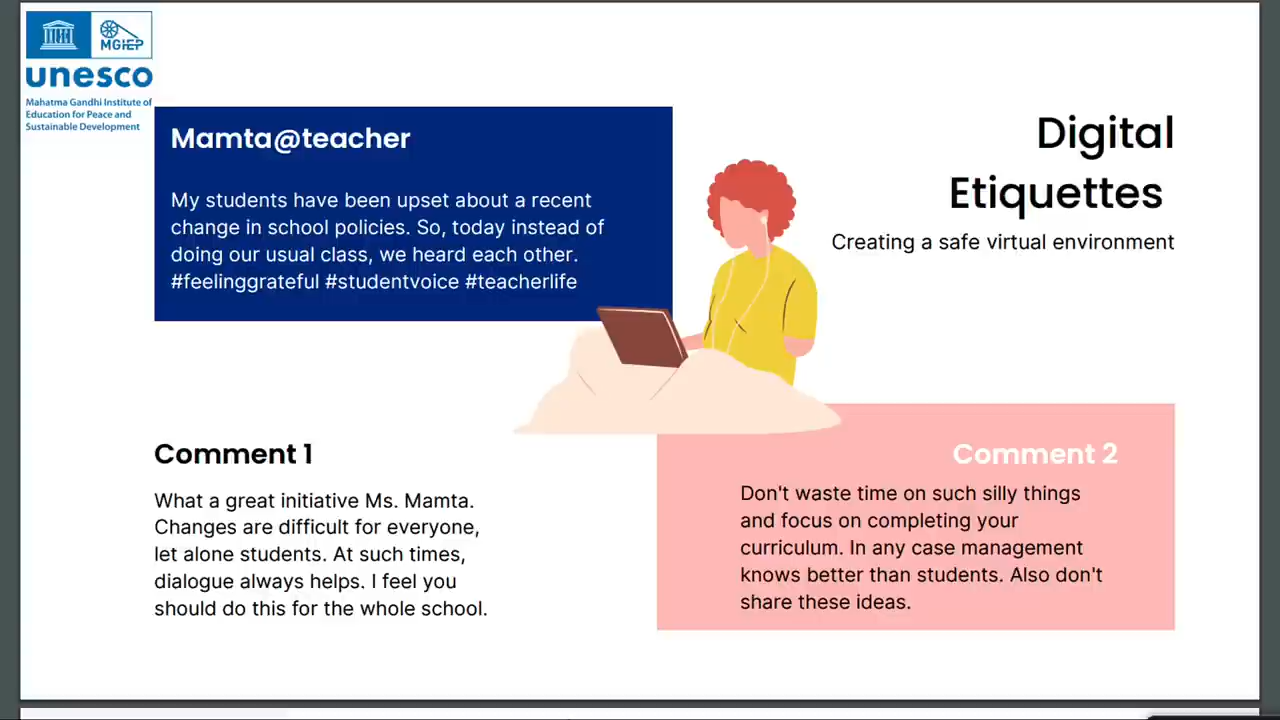 MGIEP
unesco
Mahatma Gandhi Institute of
Education for Peace and
Sustainable Development
Mamta@teacher
My students have been upset about a recent
change in school policies. So, today instead of
doing our usual class, we heard each other.
#feelinggrateful #studentvoice #teacherlife
Digital
Etiquettes
Creating a safe virtual environment
Comment 1
What a great initiative Ms. Mamta.
Changes are difficult for everyone,
let alone students. At such times,
dialogue always helps. I feel you
should do this for the whole school.
Comment 2
Don't waste time on such silly things
and focus on completing your
curriculum. In any case management
knows better than students. Also don't
share these ideas.